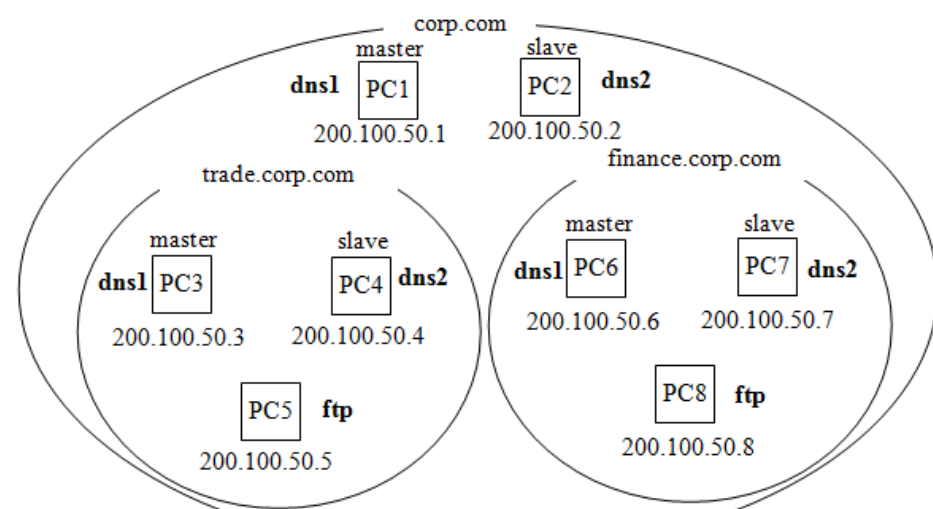 corp.com
master
slave
dns1 PC1
PC2 dns2
200.100.50.1
200.100.50.2
trade.corp.com
finance.corp.com
master
slave
dns1 PC3
PC4 dns2
200.100.50.3
200.100.50.4
PC5 ftp
200.100.50.5
master
slave
dns1 PC6
PC7 dns2
200.100.50.6
200.100.50.7
PC8 ftp
200.100.50.8